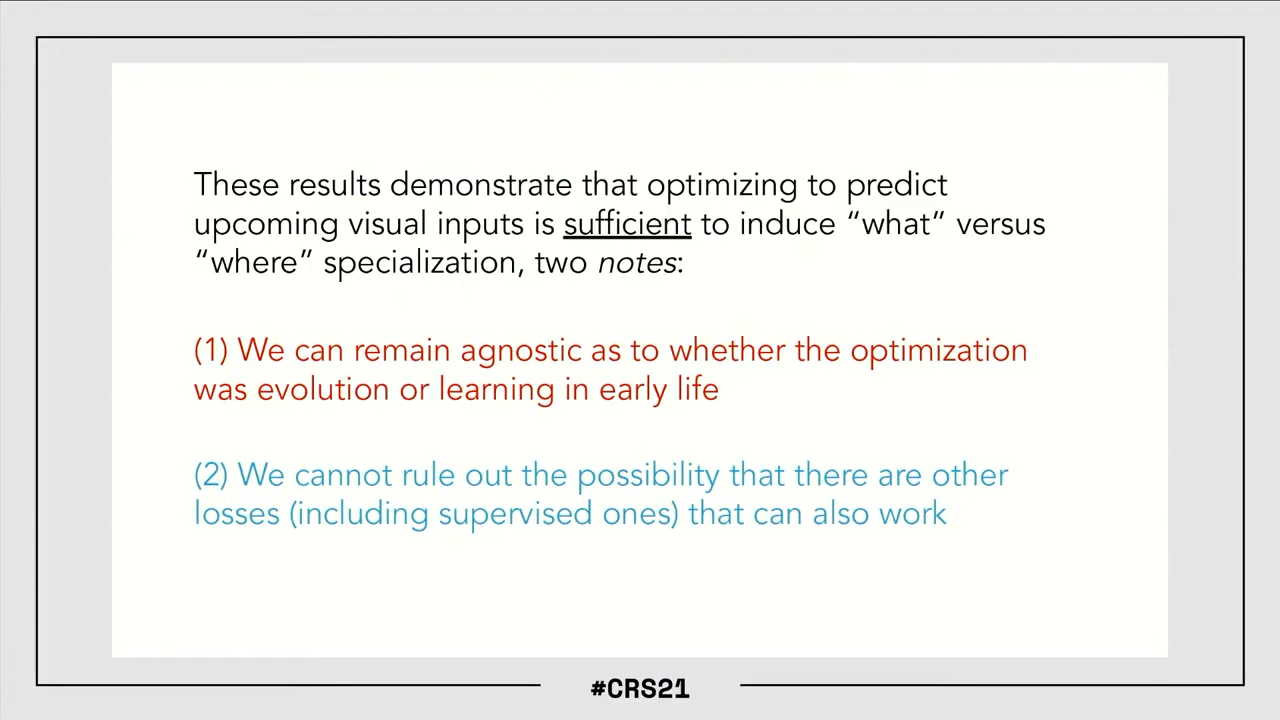 These results demonstrate that optimizing to predict
upcoming visual inputs is sufficient to induce “what” versus
“where” specialization, two notes:
(1) We can remain agnostic as to whether the optimization
was evolution or learning in early life
(2) We cannot rule out the possibility that there are other
losses (including supervised ones) that can also work
#CRS21